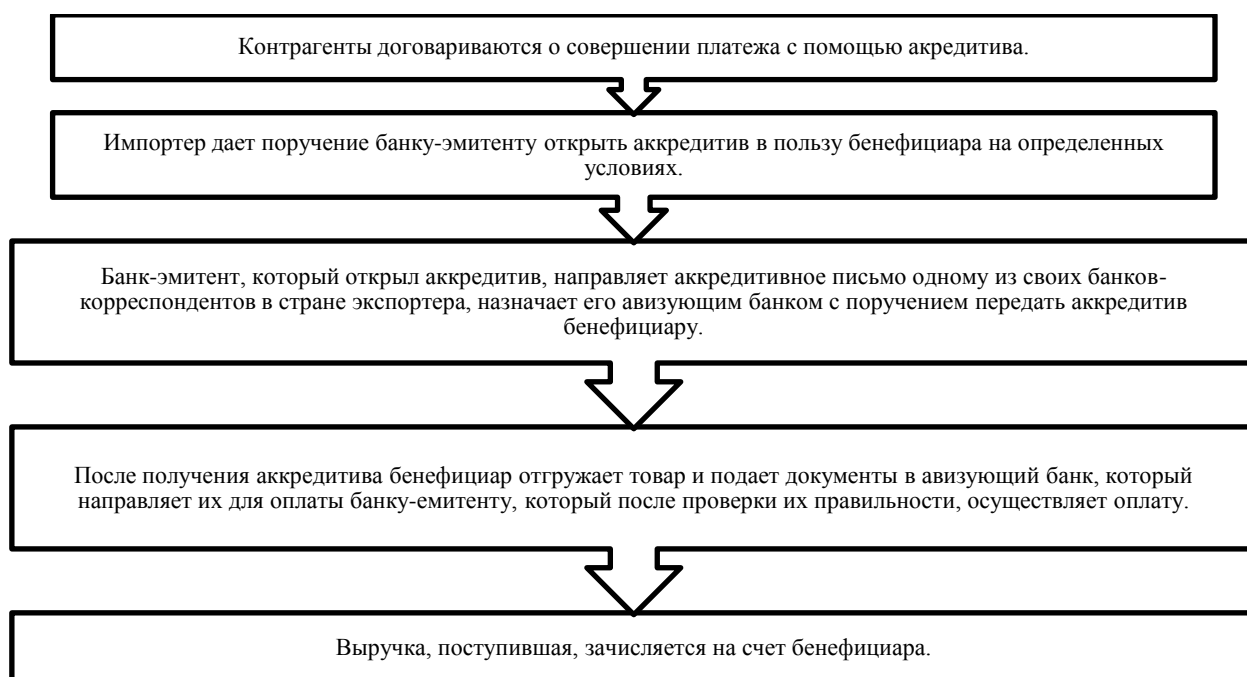 Контрагенты договариваются о совершении платежа с помощью акредитива.
Импортер дает поручение банку-эмитенту открыть аккредитив в пользу бенефициара на определенных
условиях.
Банк-эмитент, который открыл аккредитив, направляет аккредитивное письмо одному из своих банков-
корреспондентов в стране экспортера, назначает его авизующим банком с поручением передать аккредитив
бенефициару.
После получения аккредитива бенефициар отгружает товар и подает документы в авизующий банк, который
направляет их для оплаты банку-емитенту, который после проверки их правильности, осуществляет оплату.
Выручка, поступившая, зачисляется на счет бенефициара.